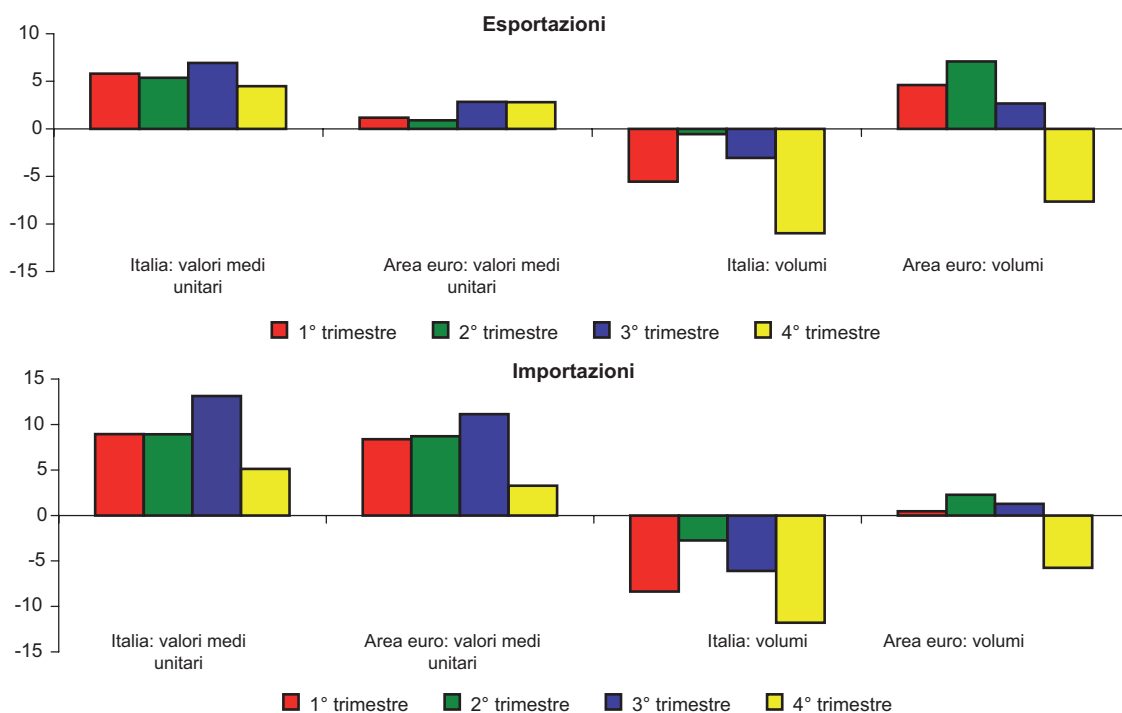 Esportazioni
10
5
0
-5
-10
-15
Italia: valori medi
unitari
Area euro: valori medi
unitari
Italia: volumi
Area euro: volumi
1° trimestre 2° trimestre 3° trimestre 4° trimestre
Importazioni
15
10
5
0
-5
-10
-15
Italia: valori medi
unitari
Area euro: valori medi
unitari
Italia: volumi
Area euro: volumi
1° trimestre 2° trimestre 3° trimestre 4° trimestre